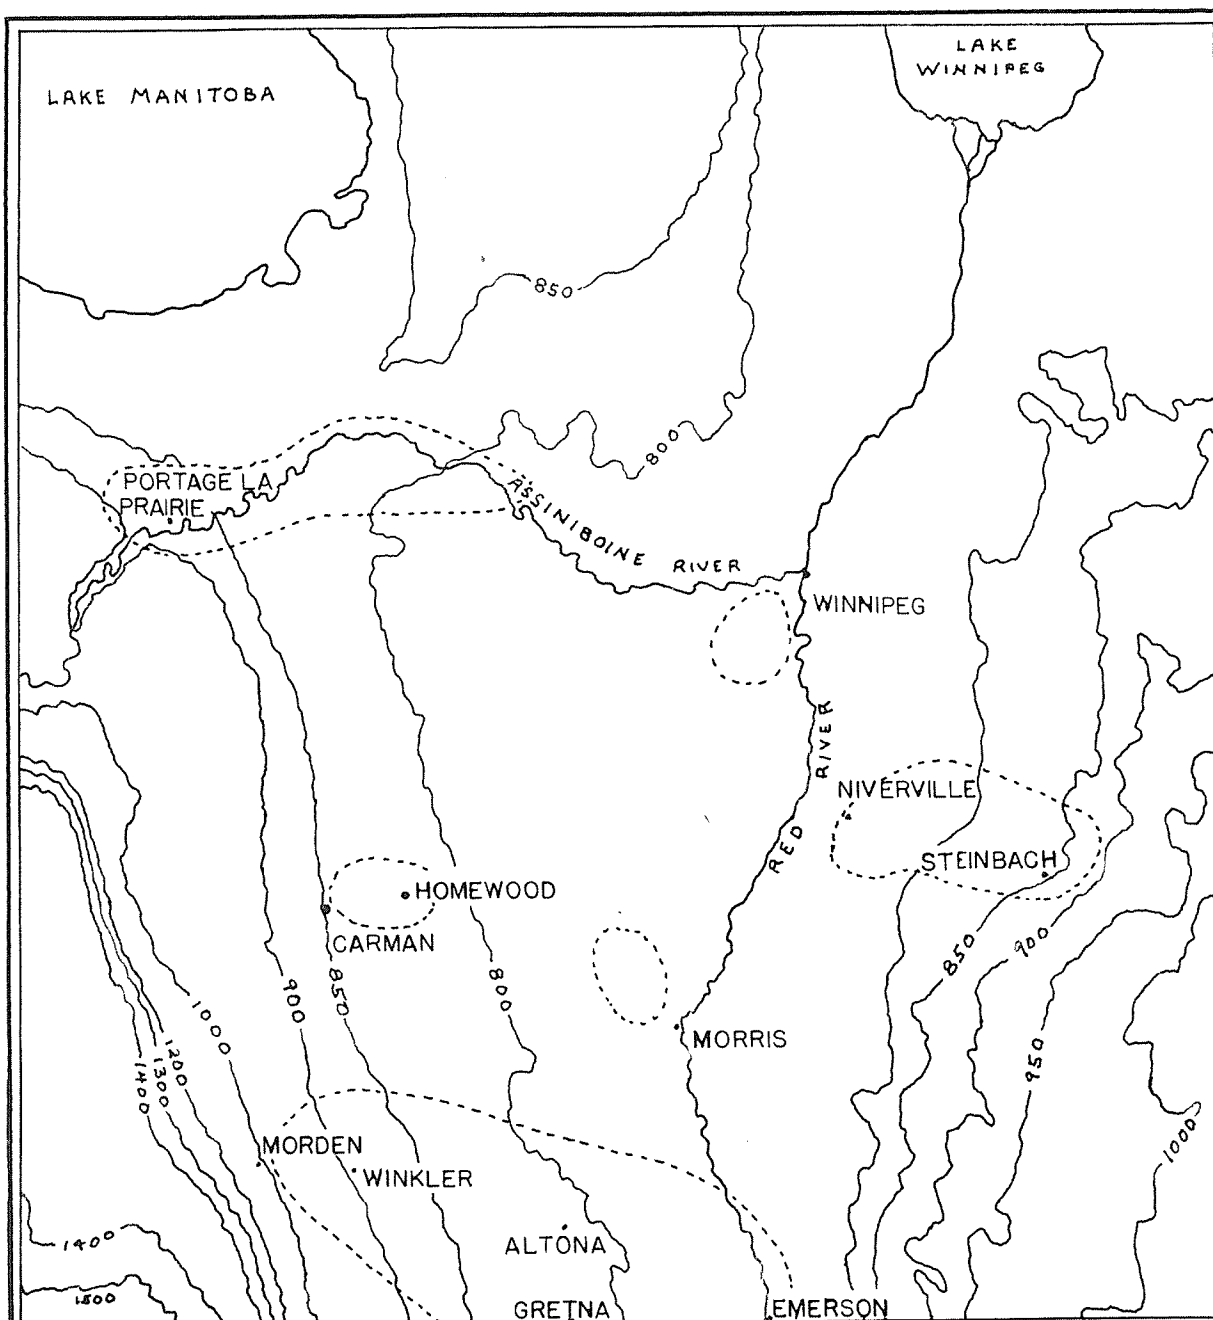 LAKE
WINNIPEG
LAKE MANITOBA
850
800
PORTAGE LA
PRAIRIE
ASSINIBOINE RIVER
WINNIPEG
RED RIVER
NIVERVILLE
STEINBACH
HOMEWOOD
CARMAN
850
900
800
850
900
1000
950
1200
1300
1400
MORRIS
1000
MORDEN
WINKLER
ALTONA
1400
1500
GRETNA
EMERSON